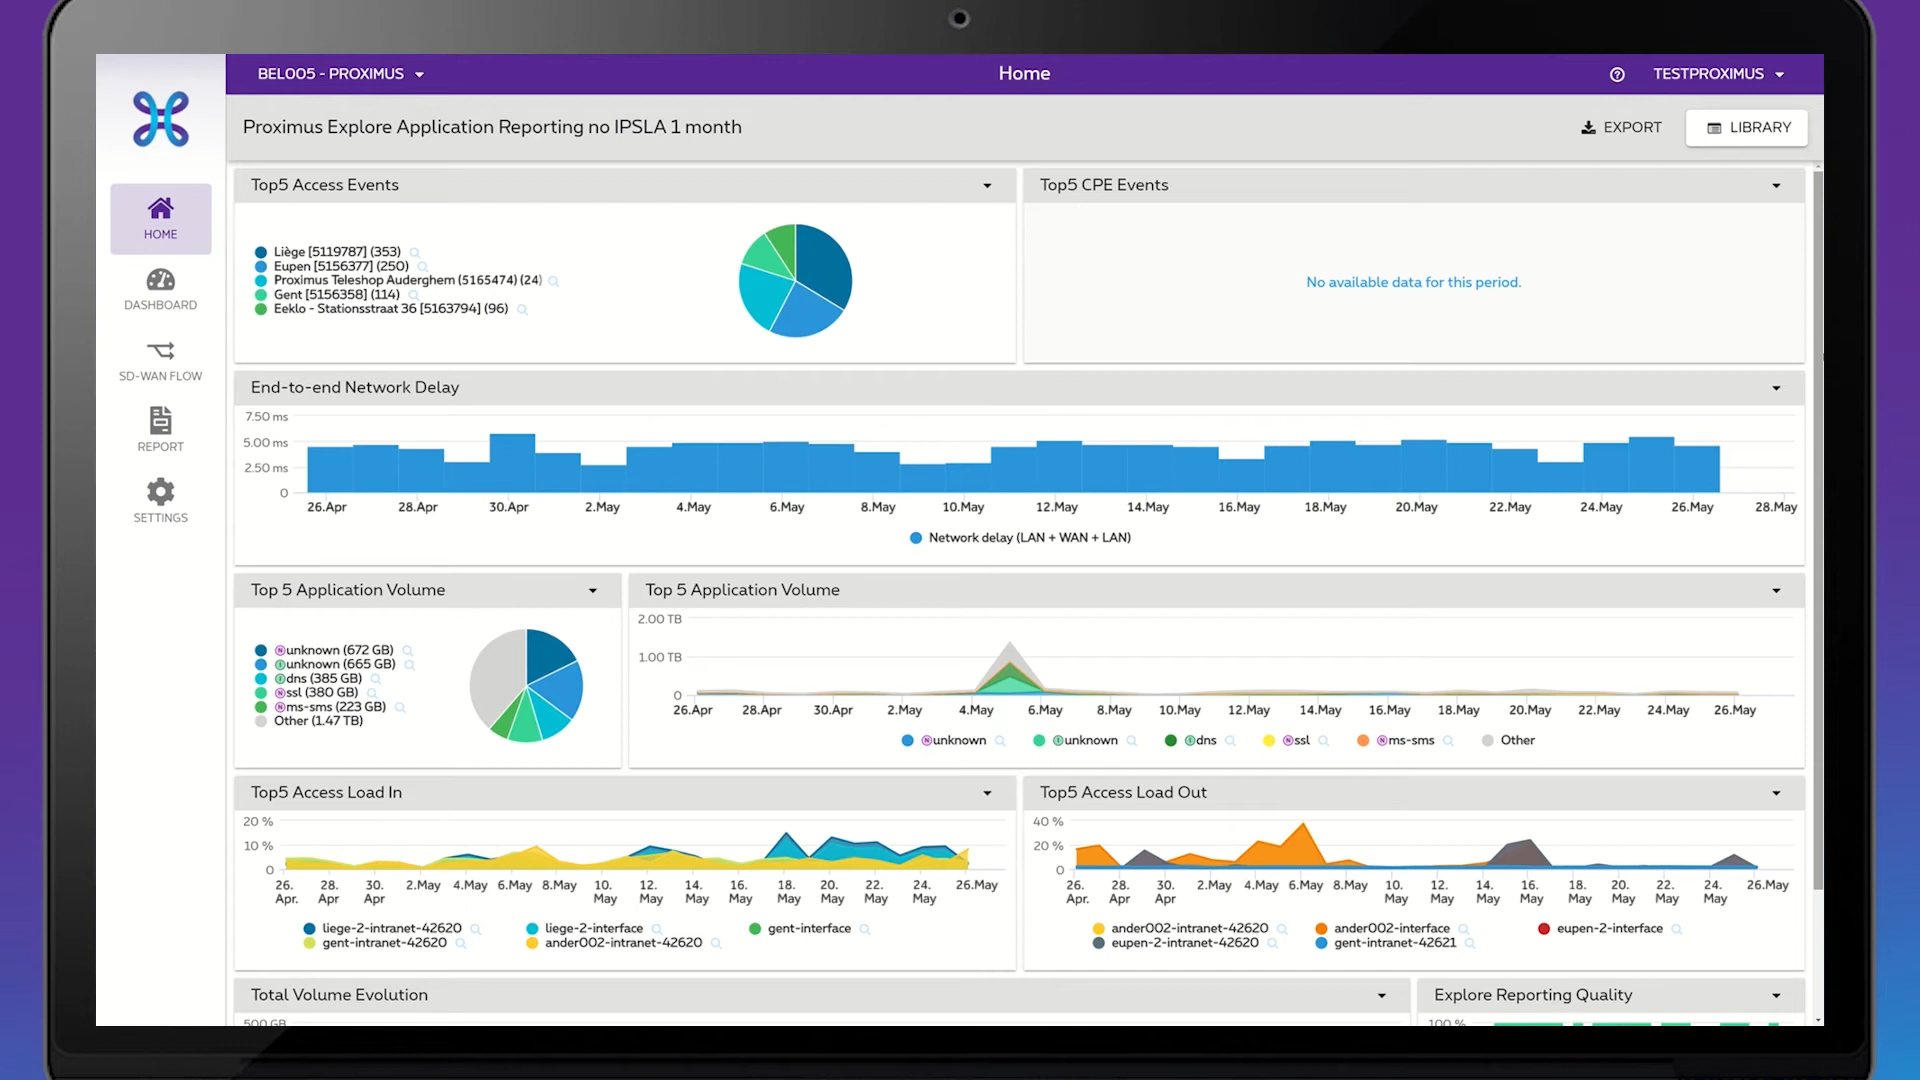 BEL005 - PROXIMUS
Home
TESTPROXIMUS
Proximus Explore Application Reporting no IPSLA 1 month
EXPORT
LIBRARY
HOME
DASHBOARD
SD-WAN FLOW
REPORT
SETTINGS
Top5 Access Events
Liège [5119787] (353)
Eupen [5156377] (250)
Proximus Teleshop Auderghem (5165474) (24)
Gent [5156358] (114)
Eeklo - Stationsstraat 36 [5163794] (96)
Top5 CPE Events
No available data for this period.
End-to-end Network Delay
7.50 ms
5.00 ms
2.50 ms
0
26.Apr 28.Apr 30.Apr 2.May 4.May 6.May 8.May 10.May 12.May 14.May 16.May 18.May 20.May 22.May 24.May 26.May 28.May
Network delay (LAN + WAN + LAN)
Top 5 Application Volume
N unknown (672 GB)
I unknown (665 GB)
I dns (385 GB)
N ssl (380 GB)
N ms-sms (223 GB)
Other (1.47 TB)
Top 5 Application Volume
2.00 TB
1.00 TB
0
26.Apr 28.Apr 30.Apr 2.May 4.May 6.May 8.May 10.May 12.May 14.May 16.May 18.May 20.May 22.May 24.May 26.May
N unknown I unknown I dns N ssl N ms-sms Other
Top5 Access Load In
20 %
10 %
0
26. 28. 30. 2.May 4.May 6.May 8.May 10. 12. 14. 16. 18. 20. 22. 24. 26.May
Apr. Apr Apr May May May May May May May May
liege-2-intranet-42620 liege-2-interface gent-interface
gent-intranet-42620 ander002-intranet-42620
Top5 Access Load Out
40 %
20 %
0
26. 28. 30. 2.May 4.May 6.May 8.May 10. 12. 14. 16. 18. 20. 22. 24. 26.May
Apr. Apr Apr May May May May May May May May
ander002-intranet-42620 ander002-interface eupen-2-interface
eupen-2-intranet-42620 gent-intranet-42621
Total Volume Evolution
500 GB
Explore Reporting Quality
100 %